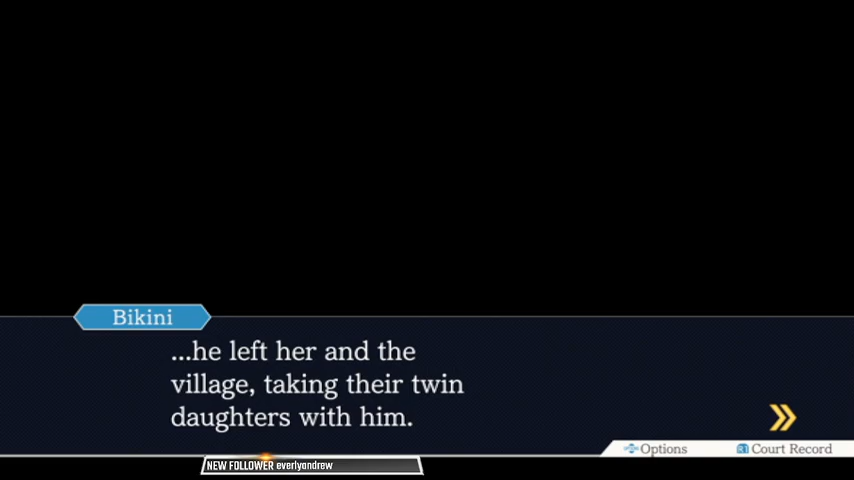 Bikini
...he left her and the
village, taking their twin
daughters with him.
Options
R1 Court Record
NEW FOLLOWER everlyandrew